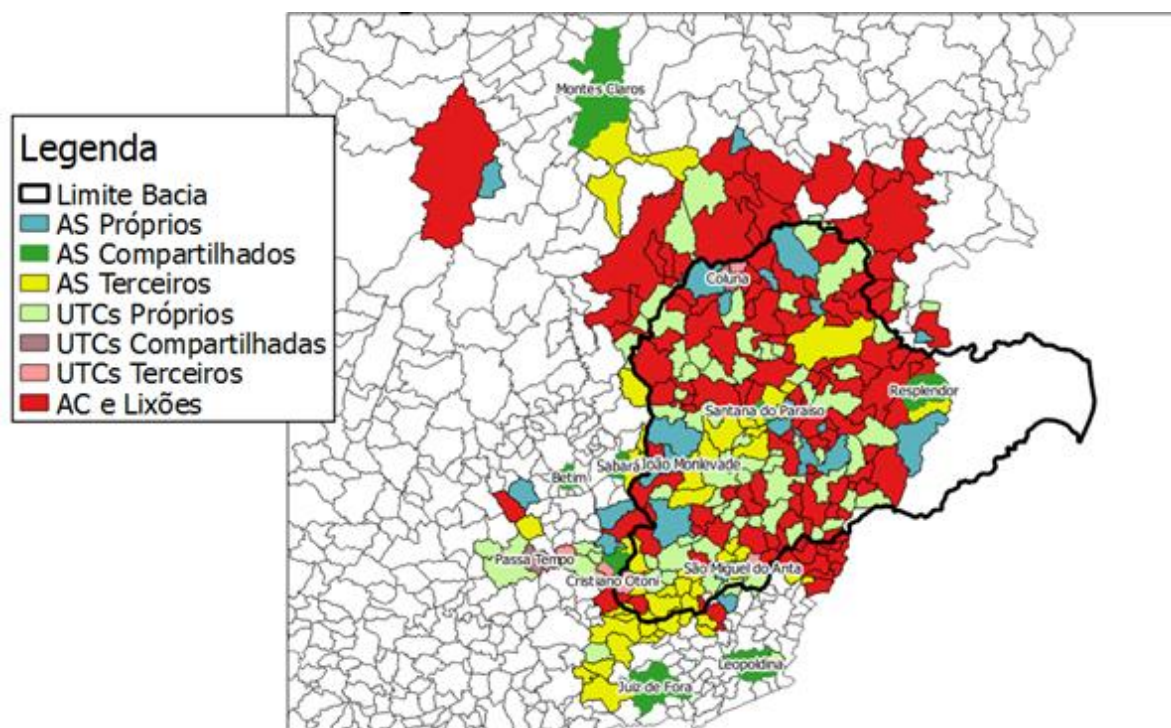 Montes Claros
Legenda
Limite Bacia
AS Próprios
AS Compartilhados
AS Terceiros
UTCs Próprios
UTCs Compartilhadas
UTCs Terceiros
AC e Lixões
Coluna
Resplendor
Santana do Paraíso
Sabará
João Monlevade
Betim
Passa Tempo
São Miguel do Anta
Cristiano Otoni
Leopoldina
Juiz de Fora